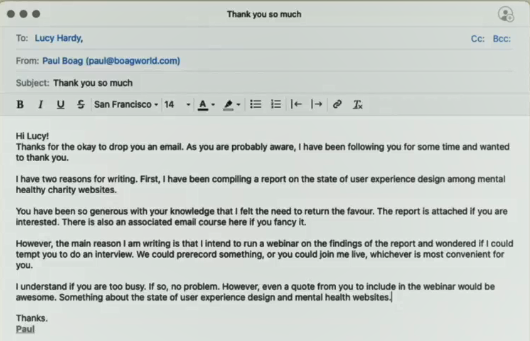 Thank you so much
To: Lucy Hardy,
Cc: Bcc:
From: Paul Boag (paul@boagworld.com)
Subject: Thank you so much
B I U S San Francisco 14 A
Hi Lucy!
Thanks for the okay to drop you an email. As you are probably aware, I have been following you for some time and wanted
to thank you.
I have two reasons for writing. First, I have been compiling a report on the state of user experience design among mental
healthy charity websites.
You have been so generous with your knowledge that I felt the need to return the favour. The report is attached if you are
interested. There is also an associated email course here if you fancy it.
However, the main reason I am writing is that I intend to run a webinar on the findings of the report and wondered if I could
tempt you to do an interview. We could prerecord something, or you could join me live, whichever is most convenient for
you.
I understand if you are too busy. If so, no problem. However, even a quote from you to include in the webinar would be
awesome. Something about the state of user experience design and mental health websites.
Thanks.
Paul